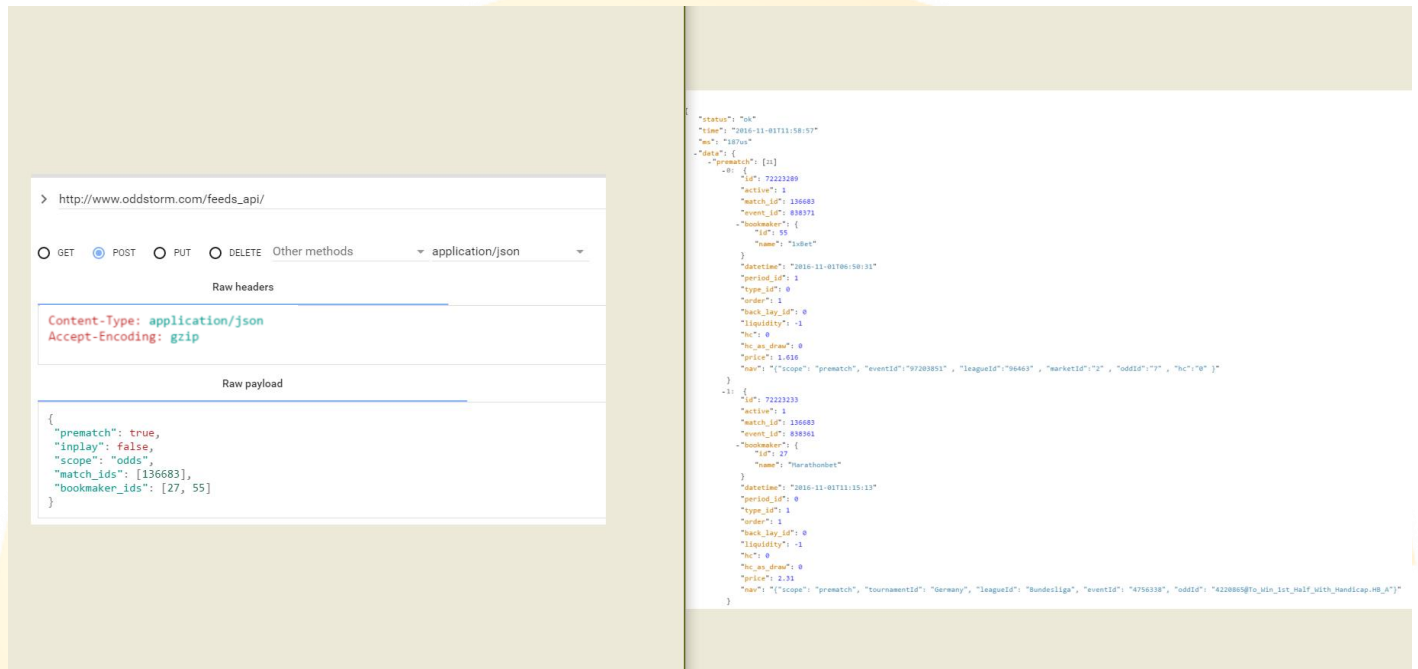 > http://www.oddstorm.com/feeds_api/
GET POST PUT DELETE Other methods application/json
Raw headers
Content-Type: application/json
Accept-Encoding: gzip
Raw payload
{
"prematch": true,
"inplay": false,
"scope": "odds",
"match_ids": [136683],
"bookmaker_ids": [27, 55]
}
{
"status": "ok"
"time": "2016-11-01T11:58:57"
"ms": "187us"
-"data": {
-"prematch": [21]
-0: {
"id": 72223289
"active": 1
"match_id": 136683
"event_id": 838371
-"bookmaker": {
"id": 55
"name": "1xBet"
}
"datetime": "2016-11-01T06:50:31"
"period_id": 1
"type_id": 0
"order": 1
"back_lay_id": 0
"liquidity": -1
"hc": 0
"hc_as_draw": 0
"price": 1.616
"nav": "{"scope": "prematch", "eventId":"97203851" , "leagueId":"96463" , "marketId":"2" , "oddId":"7" , "hc":"0" }"
}
-1: {
"id": 72223233
"active": 1
"match_id": 136683
"event_id": 838361
-"bookmaker": {
"id": 27
"name": "Marathonbet"
}
"datetime": "2016-11-01T11:15:13"
"period_id": 0
"type_id": 1
"order": 1
"back_lay_id": 0
"liquidity": -1
"hc": 0
"hc_as_draw": 0
"price": 2.31
"nav": "{"scope": "prematch", "tournamentId": "Germany", "leagueId": "Bundesliga", "eventId": "4756338", "oddId": "4220865@To_Win_1st_Half_With_Handicap.HB_A"}"
}